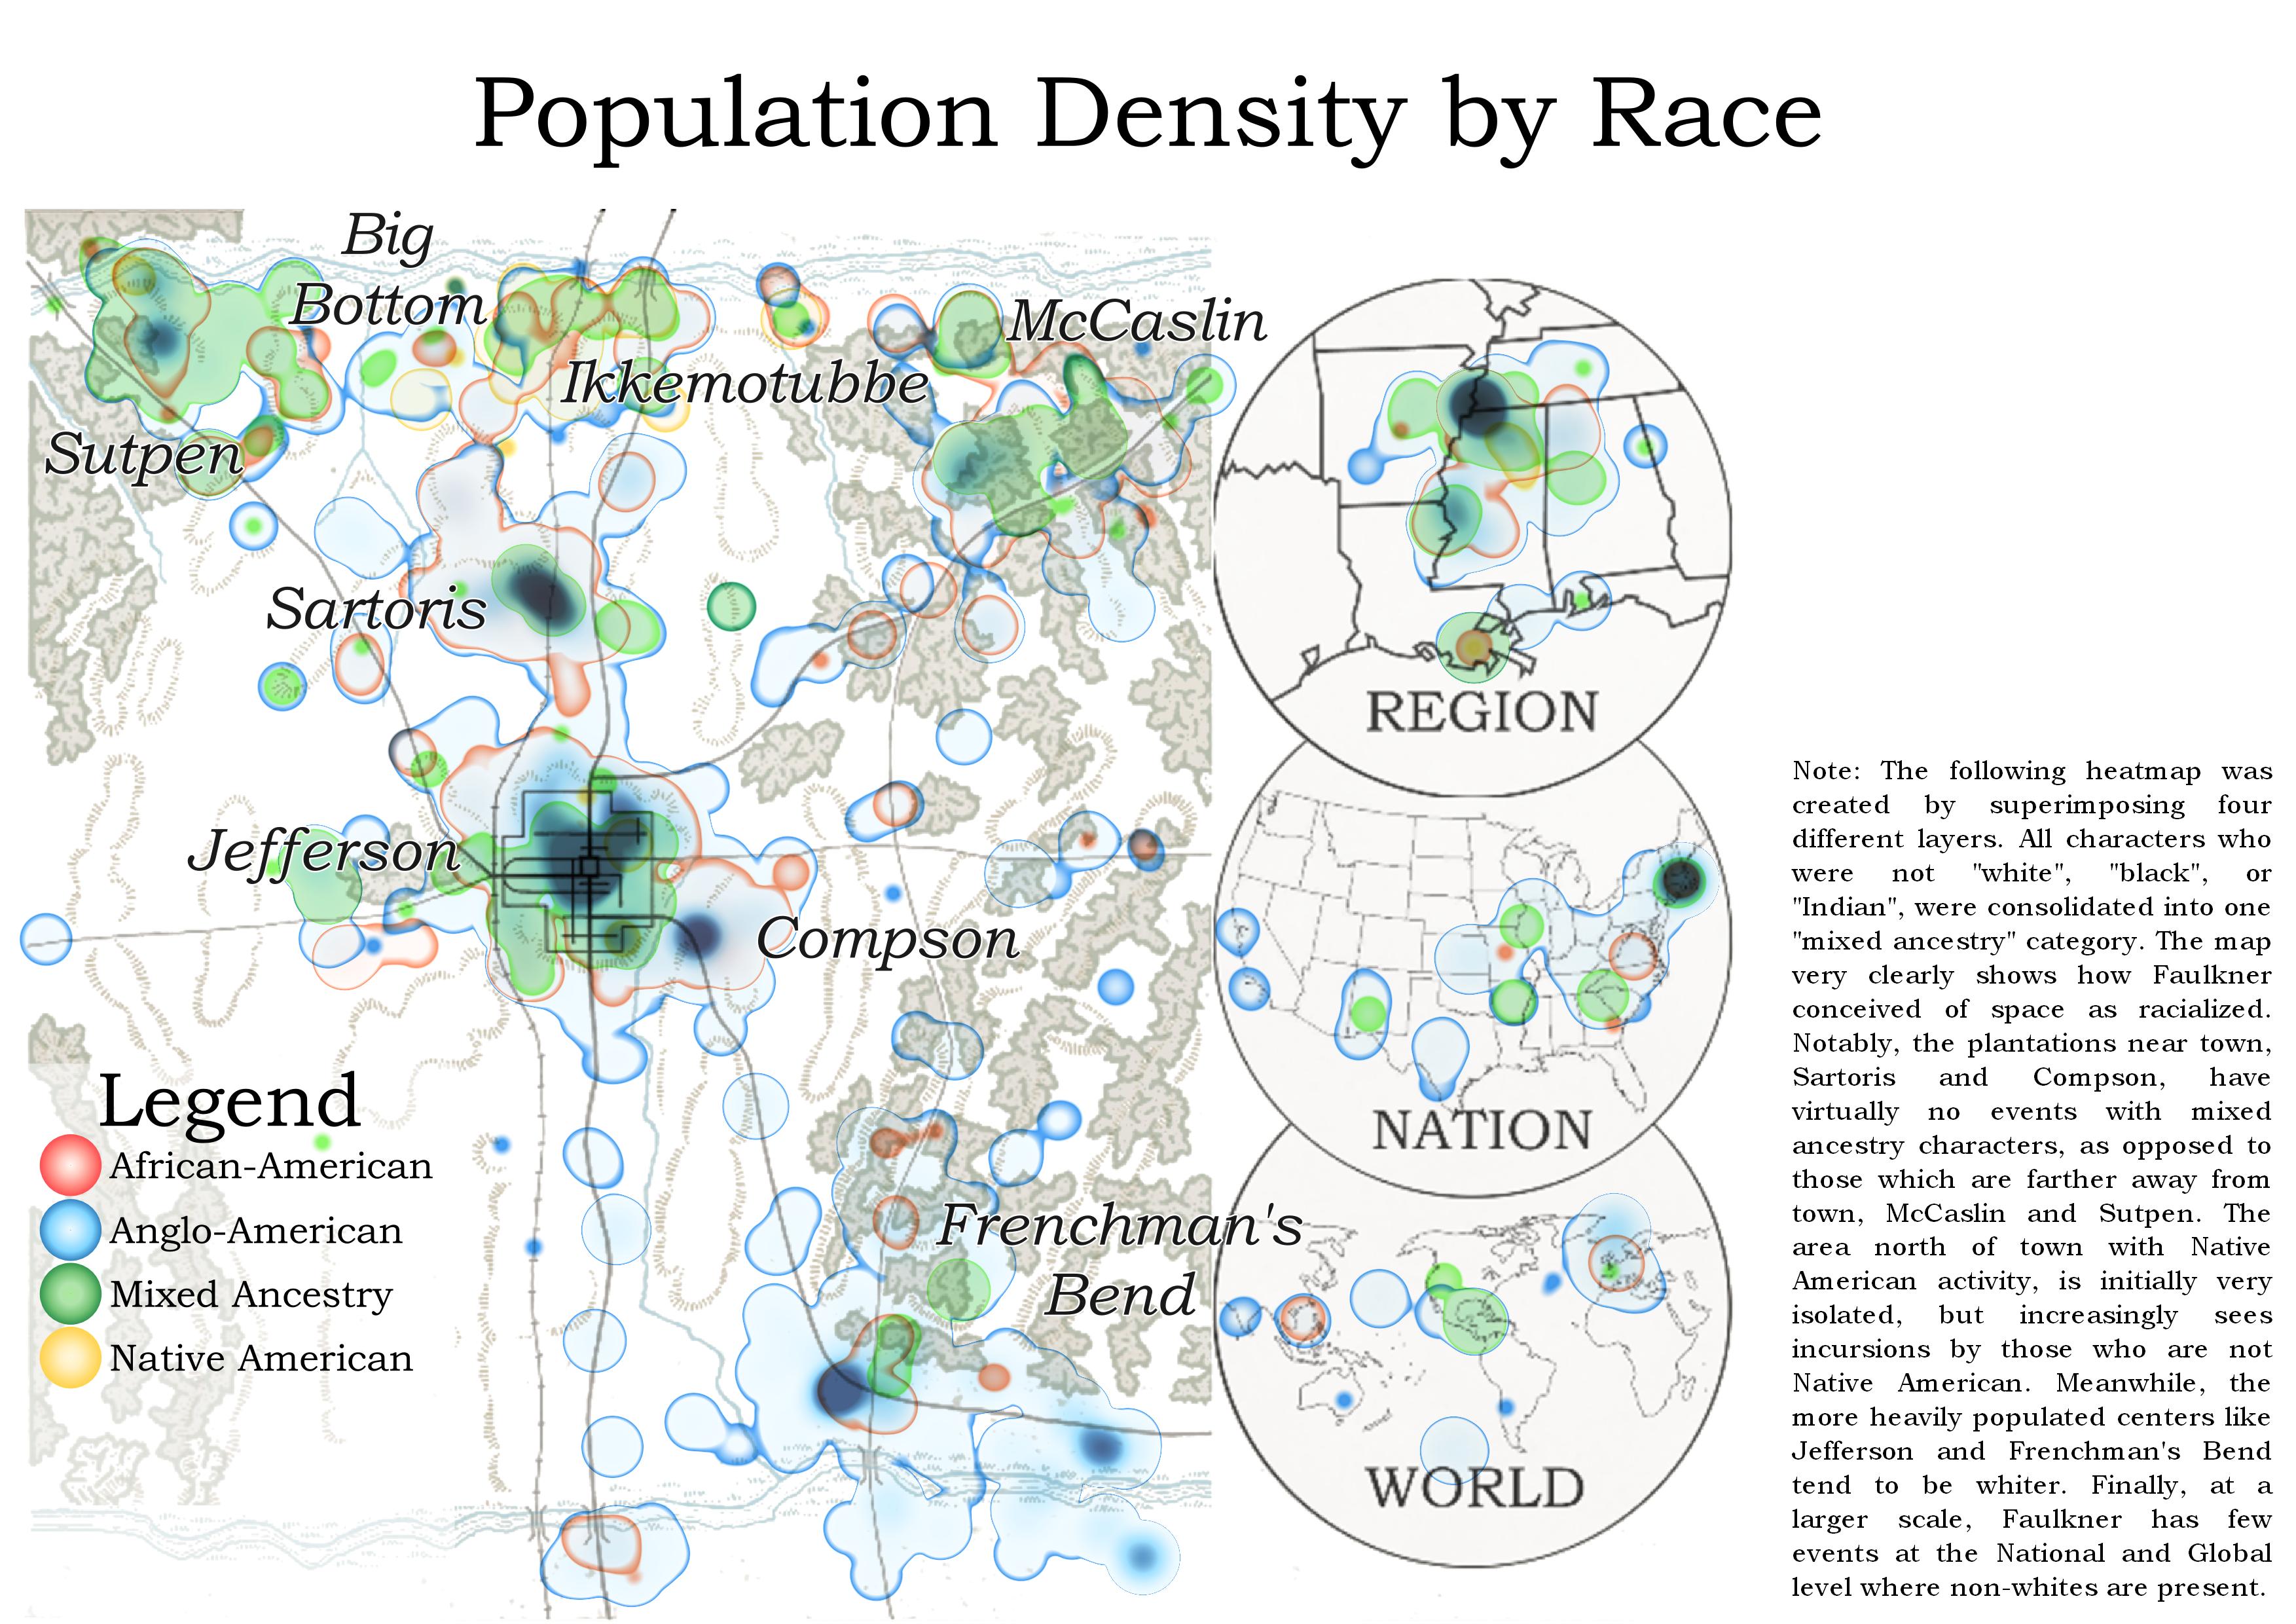 Population Density by Race
Big
Bottom
McCaslin
Ikkemotubbe
Sutpen
Sartoris
Jefferson
Compson
Frenchman's
Bend
Legend
African-American
Anglo-American
Mixed Ancestry
Native American
REGION
NATION
WORLD
Note: The following heatmap was
created by superimposing four
different layers. All characters who
were not "white", "black", or
"Indian", were consolidated into one
"mixed ancestry" category. The map
very clearly shows how Faulkner
conceived of space as racialized.
Notably, the plantations near town,
Sartoris and Compson, have
virtually no events with mixed
ancestry characters, as opposed to
those which are farther away from
town, McCaslin and Sutpen. The
area north of town with Native
American activity, is initially very
isolated, but increasingly sees
incursions by those who are not
Native American. Meanwhile, the
more heavily populated centers like
Jefferson and Frenchman's Bend
tend to be whiter. Finally, at a
larger scale, Faulkner has few
events at the National and Global
level where non-whites are present.